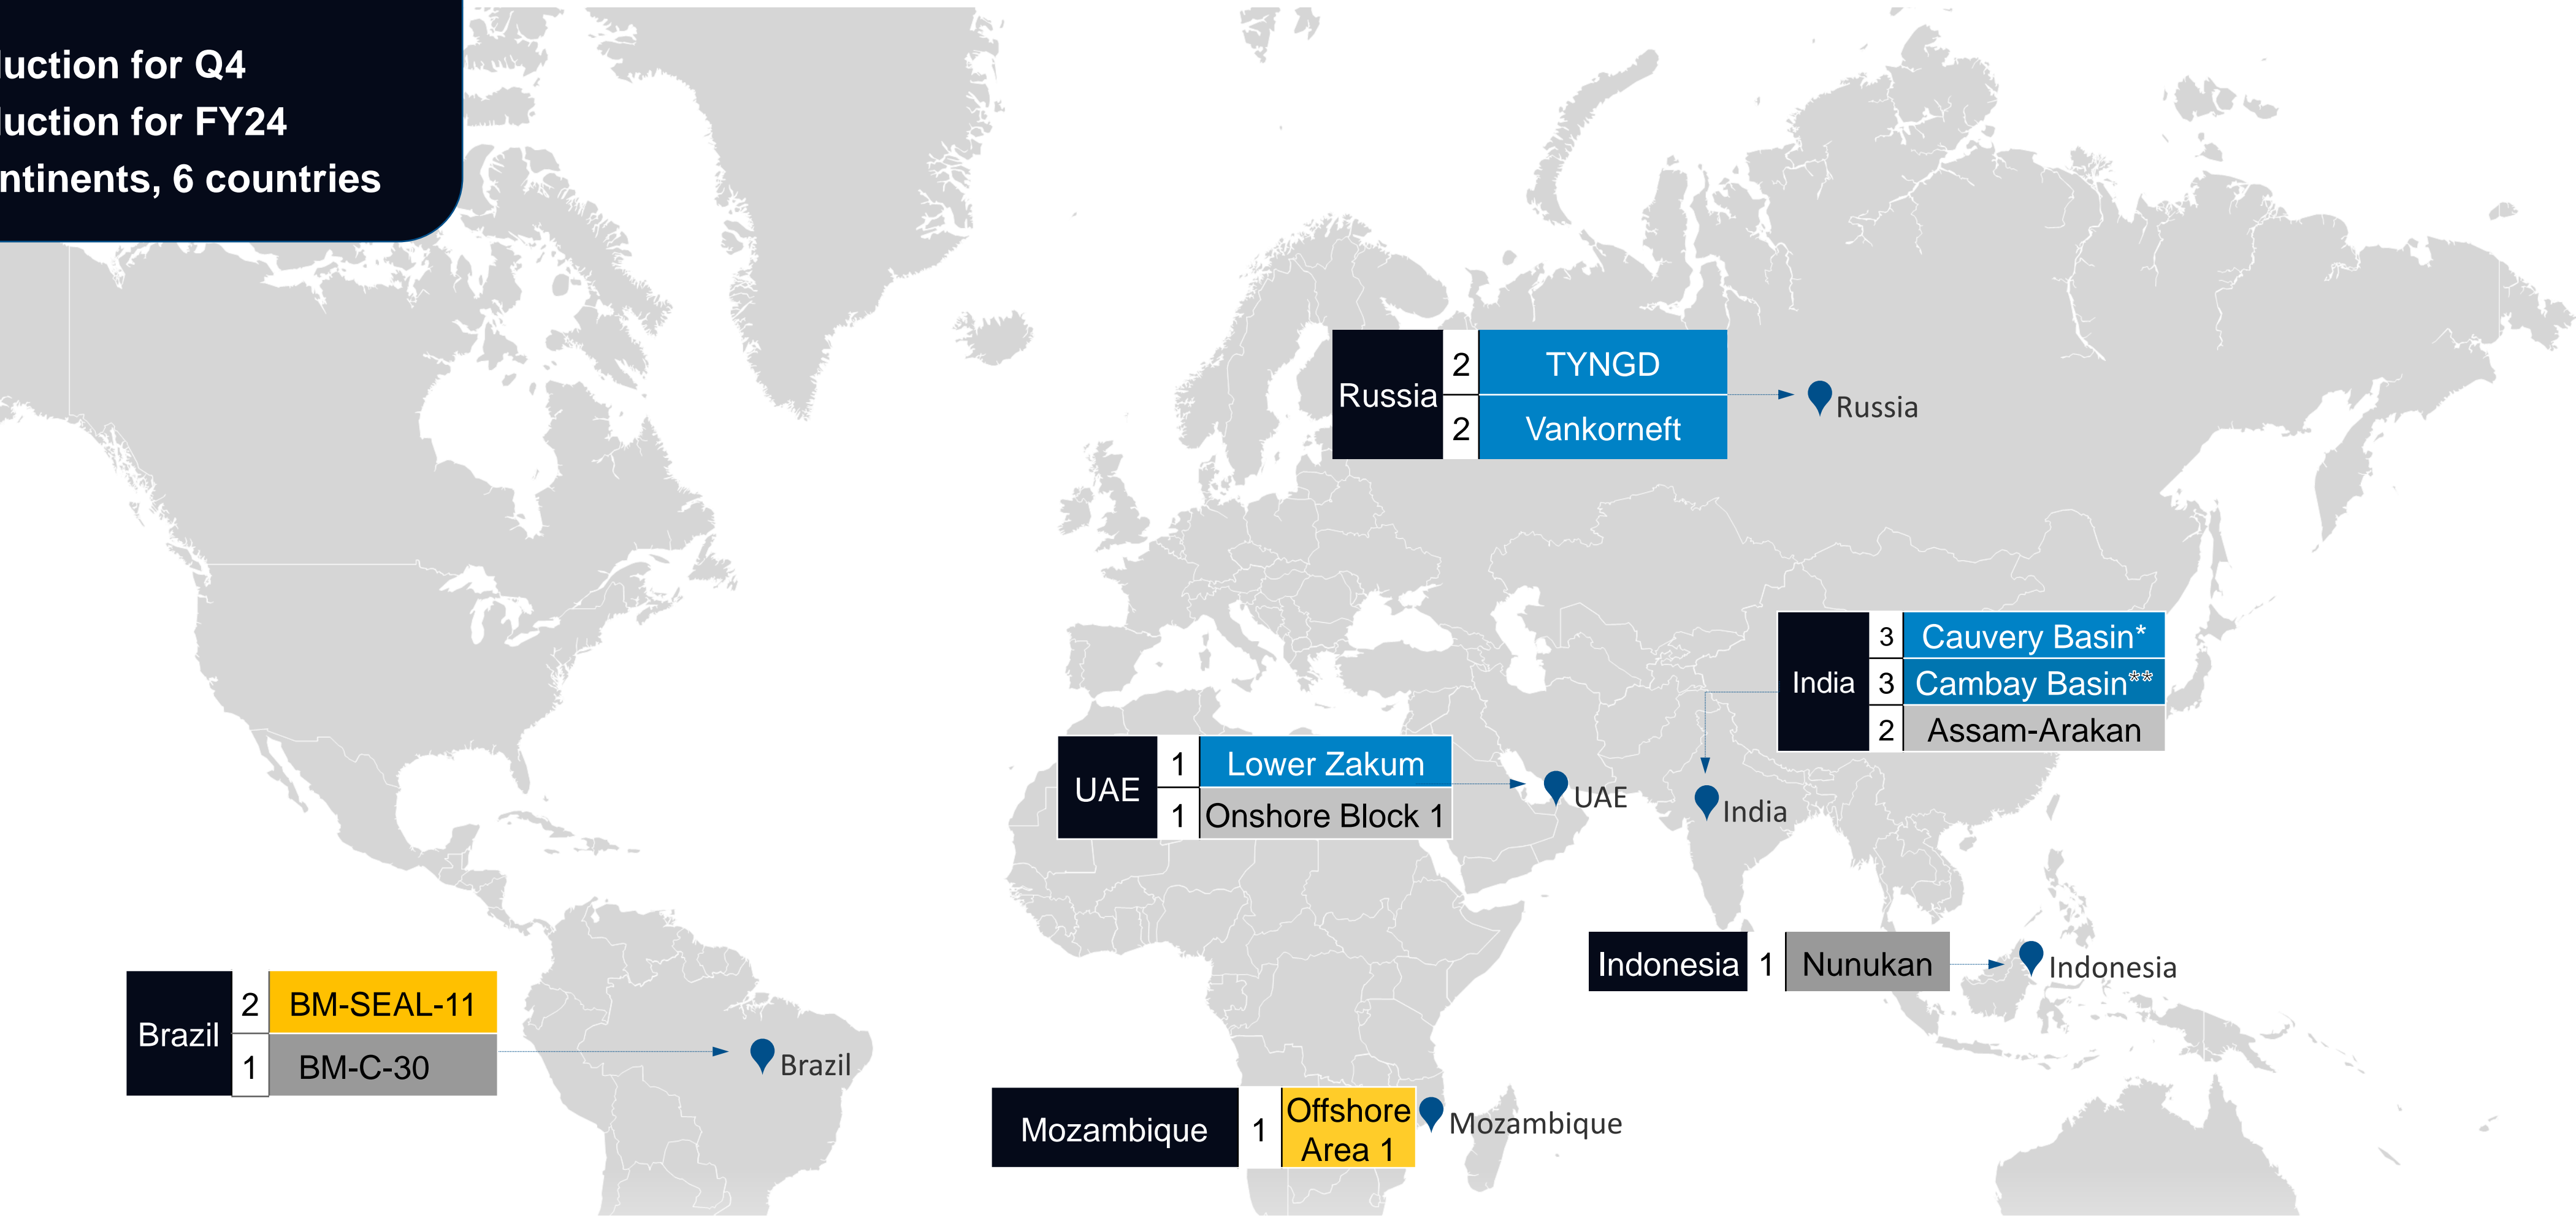 uction for Q4
uction for FY24
ntinents, 6 countries
Russia
2 TYNGD
2 Vankorneft
Russia
India
3 Cauvery Basin*
3 Cambay Basin**
2 Assam-Arakan
India
UAE
1 Lower Zakum
1 Onshore Block 1
UAE
Indonesia 1 Nunukan
Indonesia
Brazil
2 BM-SEAL-11
1 BM-C-30
Brazil
Mozambique 1 Offshore
Area 1
Mozambique